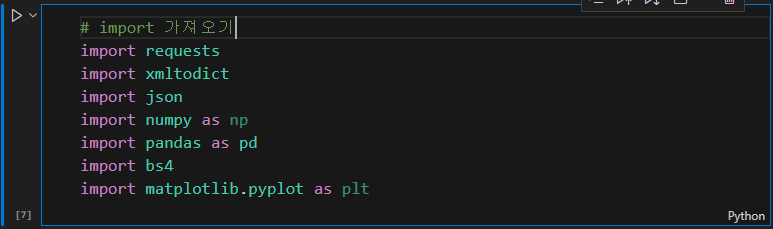 # import 가져오기
import requests
import xmltodict
import json
import numpy as np
import pandas as pd
import bs4
import matplotlib.pyplot as plt
[7]
Python